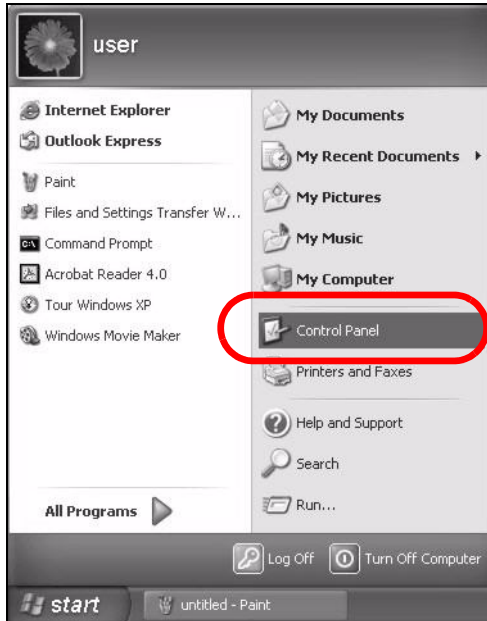 user
Internet Explorer
Outlook Express
Paint
Files and Settings Transfer W...
C:\
Command Prompt
Acrobat Reader 4.0
Tour Windows XP
Windows Movie Maker
All Programs
My Documents
My Recent Documents
My Pictures
My Music
My Computer
Control Panel
Printers and Faxes
Help and Support
Search
Run...
Log Off
Turn Off Computer
start
untitled - Paint